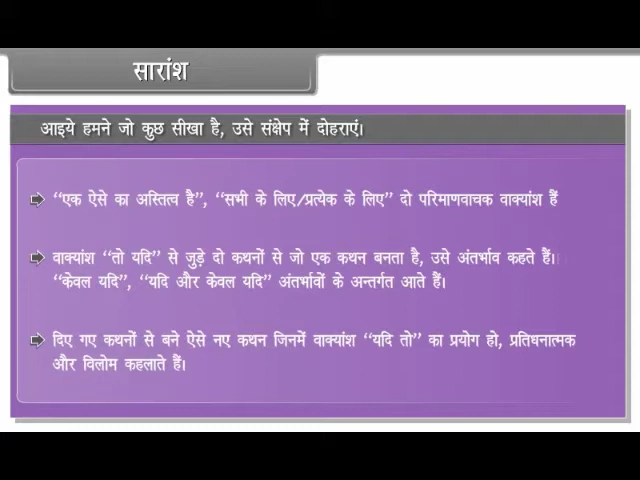 सारांश
आइये हमने जो कुछ सीखा है, उसे संक्षेप में दोहराएं।
“एक ऐसे का अस्तित्व है”, “सभी के लिए/प्रत्येक के लिए” दो परिमाणवाचक वाक्यांश हैं
वाक्यांश “तो यदि” से जुड़े दो कथनों से जो एक कथन बनता है, उसे अंतर्भाव कहते हैं।
“केवल यदि”, “यदि और केवल यदि” अंतर्भावों के अन्तर्गत आते हैं।
दिए गए कथनों से बने ऐसे नए कथन जिनमें वाक्यांश “यदि तो” का प्रयोग हो, प्रतिधनात्मक
और विलोम कहलाते हैं।